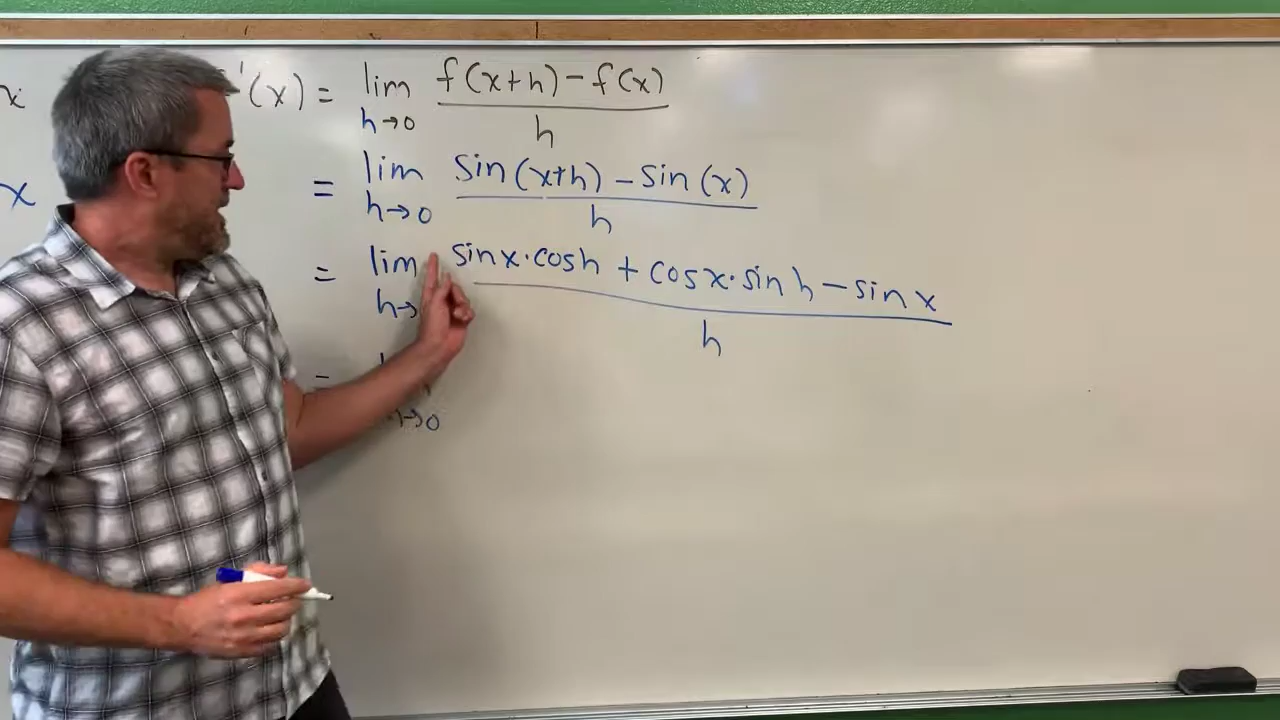 x '(x) = lim f(x+h) - f(x)
h→0 h
x = lim sin(x+h) - sin(x)
h→0 h
= lim sinx·cosh + cosx·sinh - sinx
h→ h
=
h→0